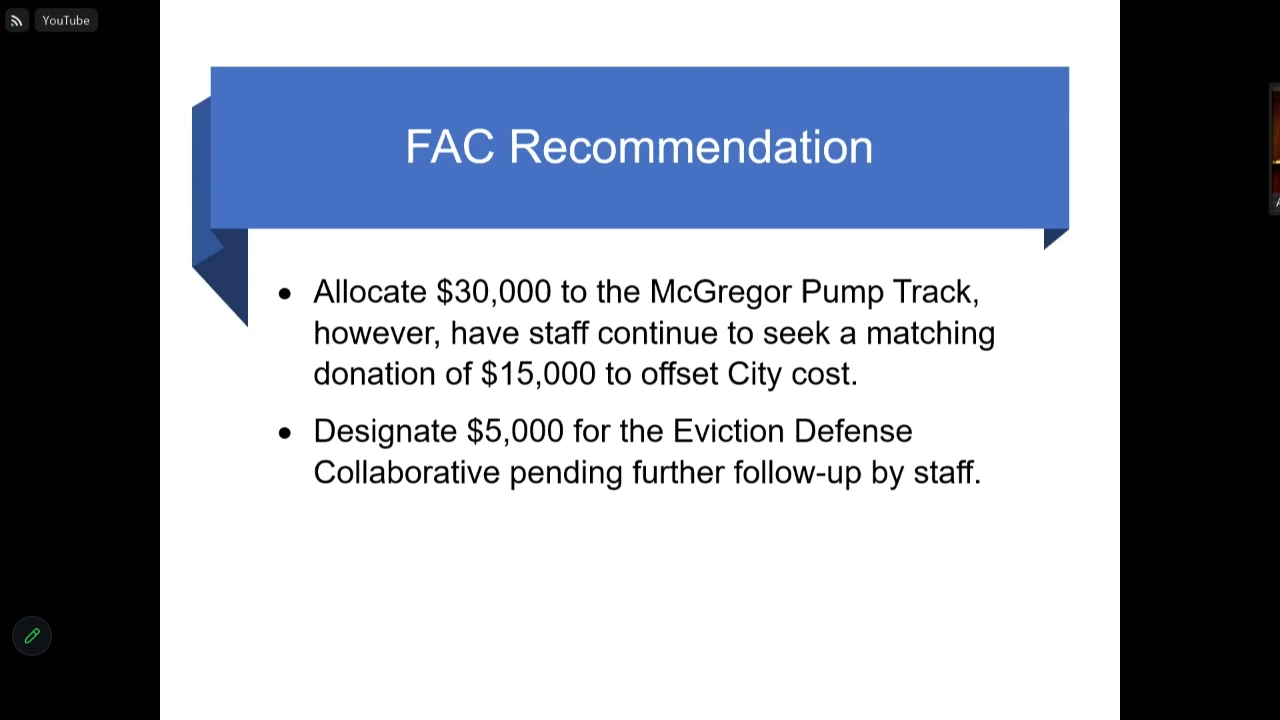 YouTube
FAC Recommendation
• Allocate $30,000 to the McGregor Pump Track,
however, have staff continue to seek a matching
donation of $15,000 to offset City cost.
• Designate $5,000 for the Eviction Defense
Collaborative pending further follow-up by staff.